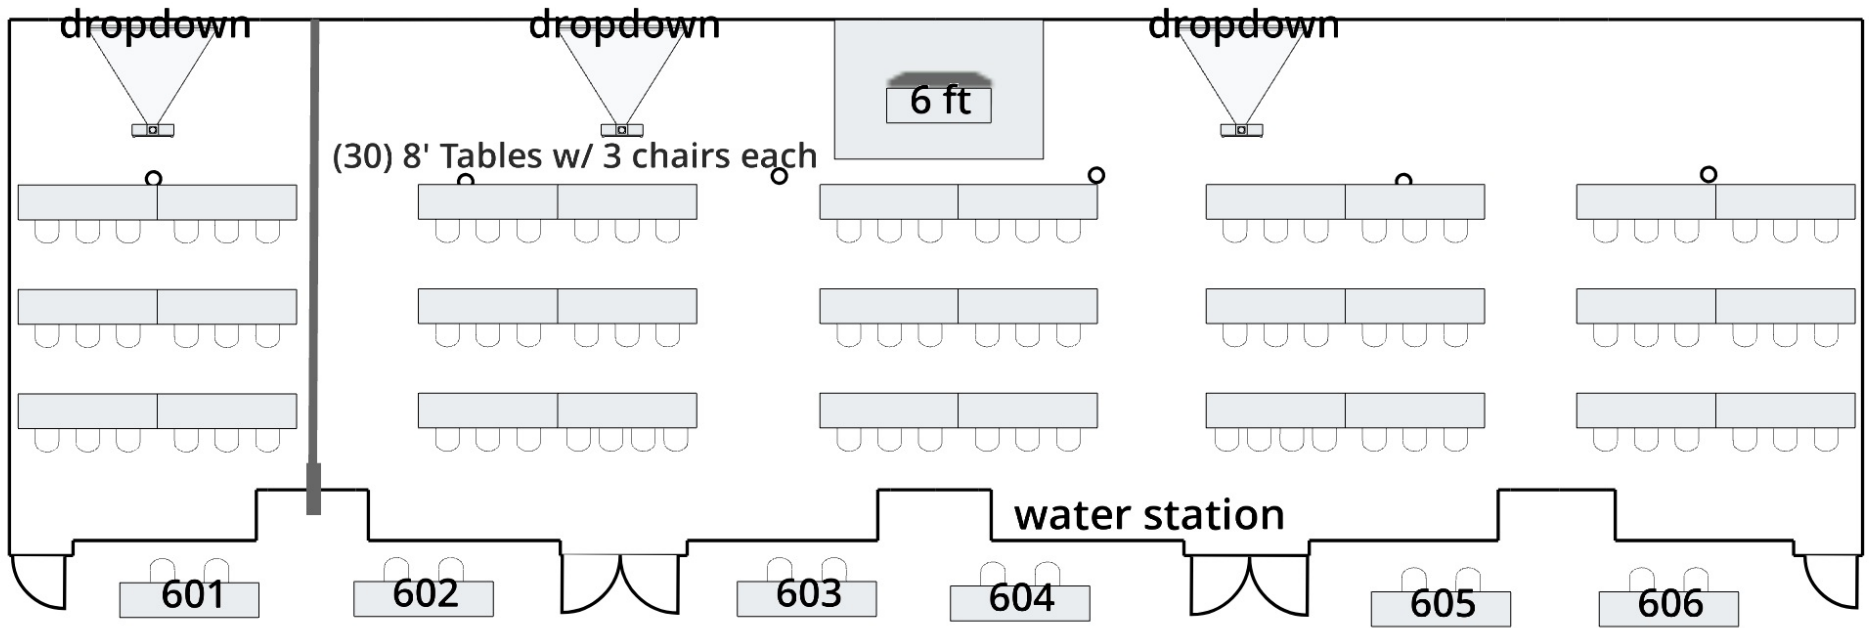 dropdown
dropdown
dropdown
6 ft
(30) 8' Tables w/ 3 chairs each
water station
601
602
603
604
605
606